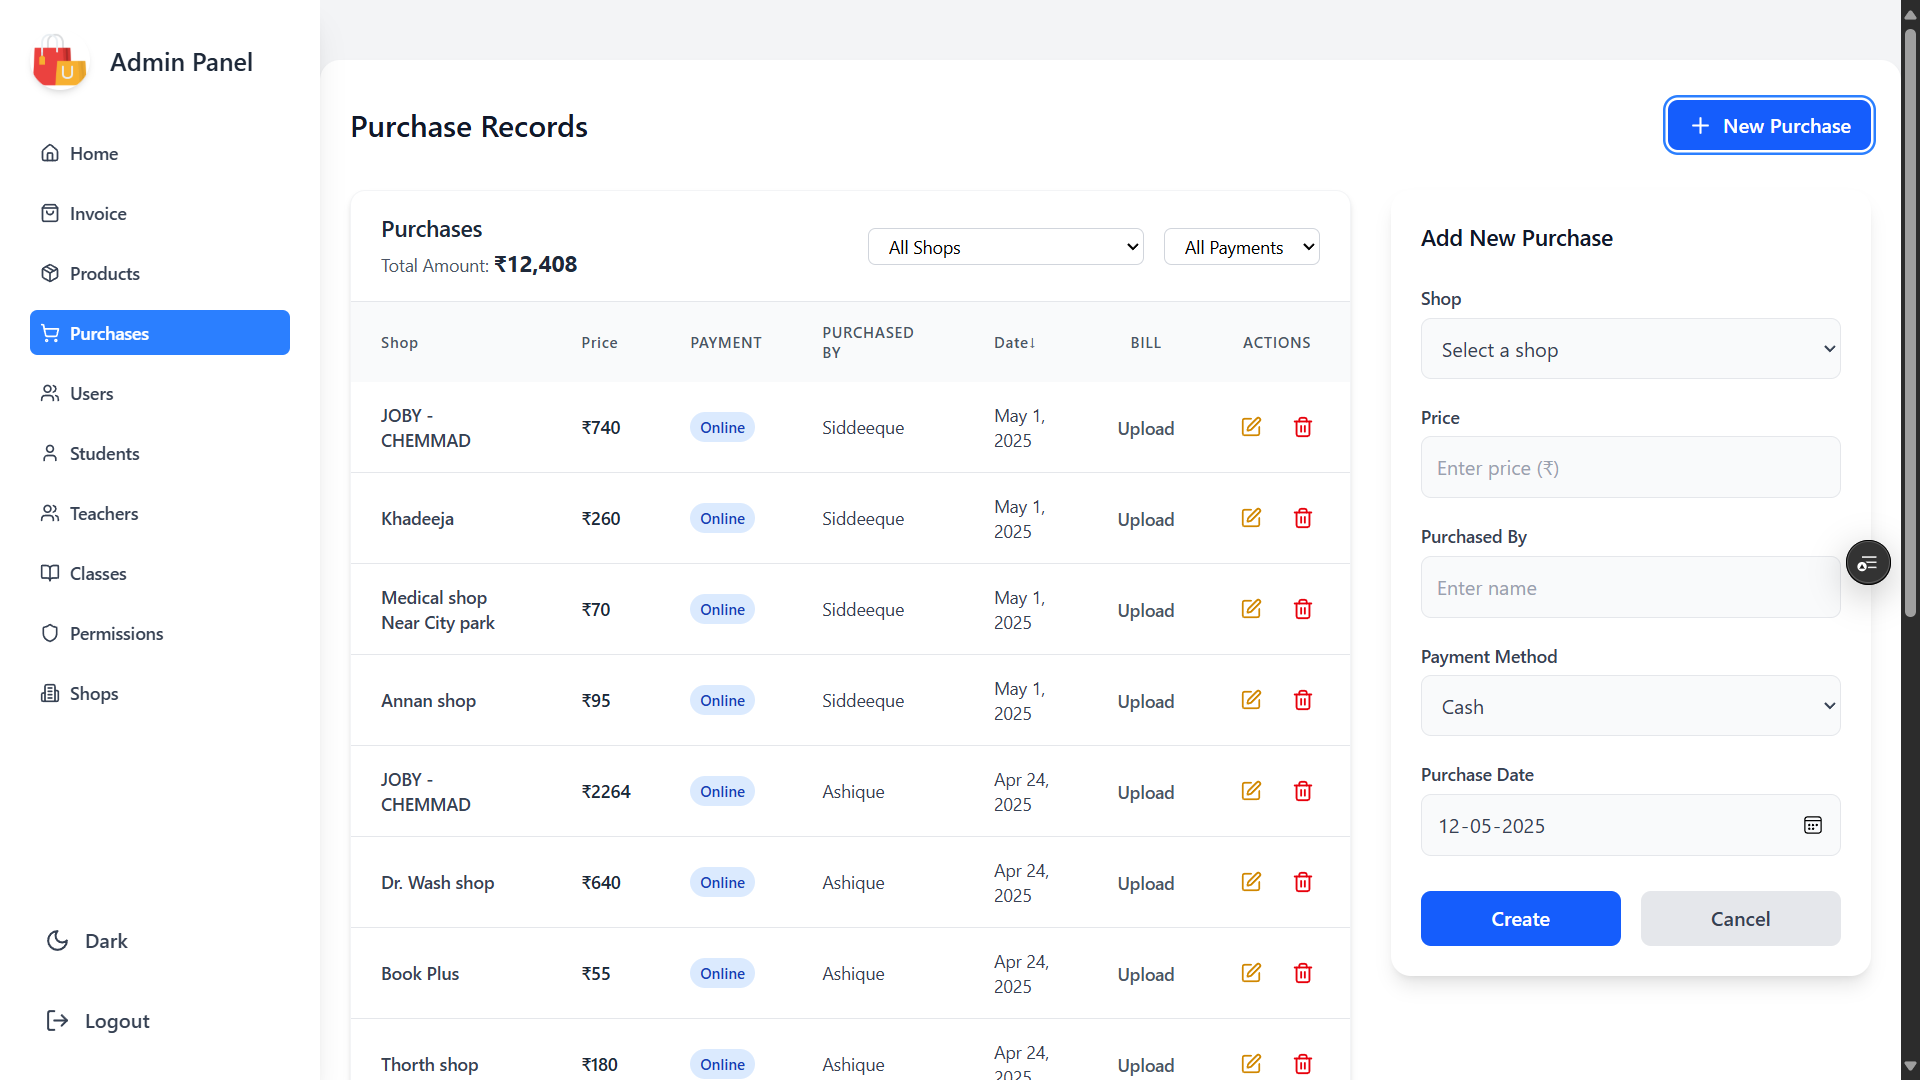 U
Admin Panel
Home
Invoice
Products
Purchases
Users
Students
Teachers
Classes
Permissions
Shops
Dark
Logout
Purchase Records
+ New Purchase
Purchases
Total Amount: ₹12,408
All Shops
All Payments
Shop Price PAYMENT PURCHASED BY Date↓ BILL ACTIONS
JOBY - CHEMMAD ₹740 Online Siddeeque May 1, 2025 Upload
Khadeeja ₹260 Online Siddeeque May 1, 2025 Upload
Medical shop Near City park ₹70 Online Siddeeque May 1, 2025 Upload
Annan shop ₹95 Online Siddeeque May 1, 2025 Upload
JOBY - CHEMMAD ₹2264 Online Ashique Apr 24, 2025 Upload
Dr. Wash shop ₹640 Online Ashique Apr 24, 2025 Upload
Book Plus ₹55 Online Ashique Apr 24, 2025 Upload
Thorth shop ₹180 Online Ashique Apr 24, 2025 Upload
Add New Purchase
Shop
Select a shop
Price
Enter price (₹)
Purchased By
Enter name
Payment Method
Cash
Purchase Date
12-05-2025
Create
Cancel